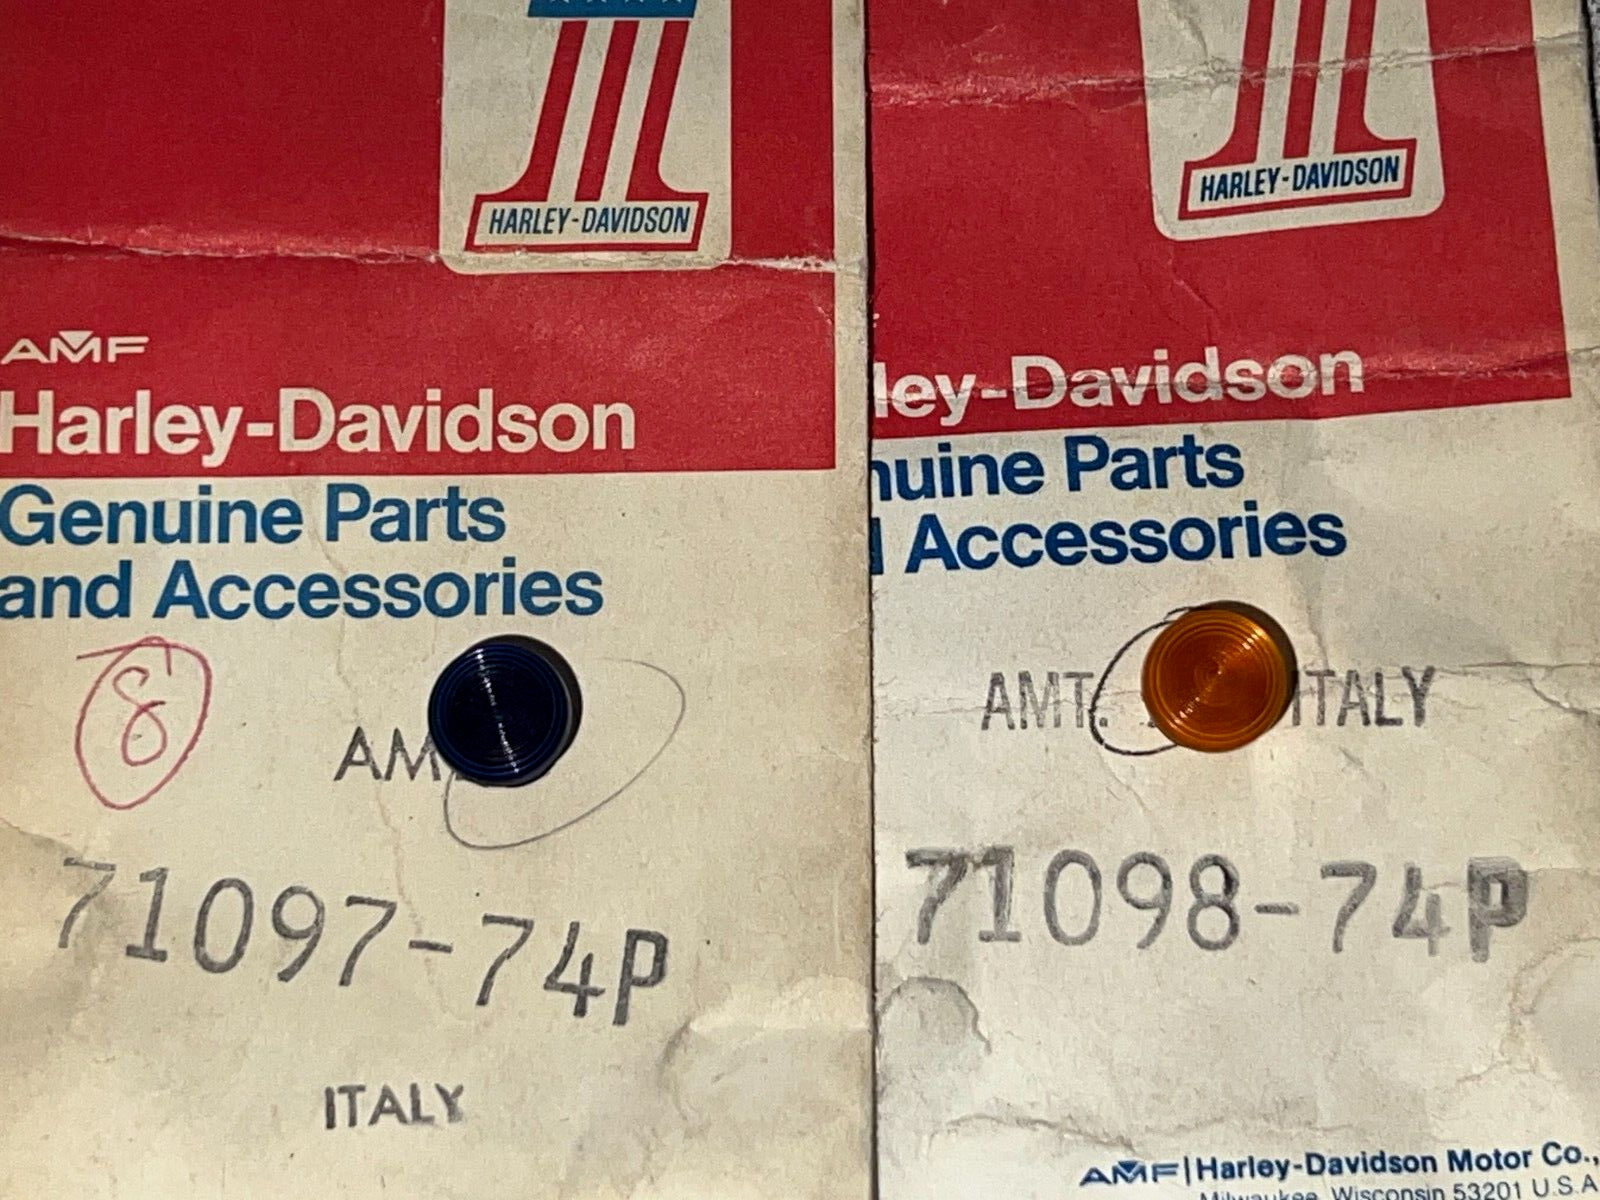 HARLEY-DAVIDSON
AMF
Harley-Davidson
Genuine Parts
and Accessories
8
71097-74P
ITALY
HARLEY-DAVIDSON
ley-Davidson
nuine Parts
Accessories
AMT. ITALY
71098-74P
AMF | Harley-Davidson Motor Co.,
Milwaukee, Wisconsin 53201 U.S.A